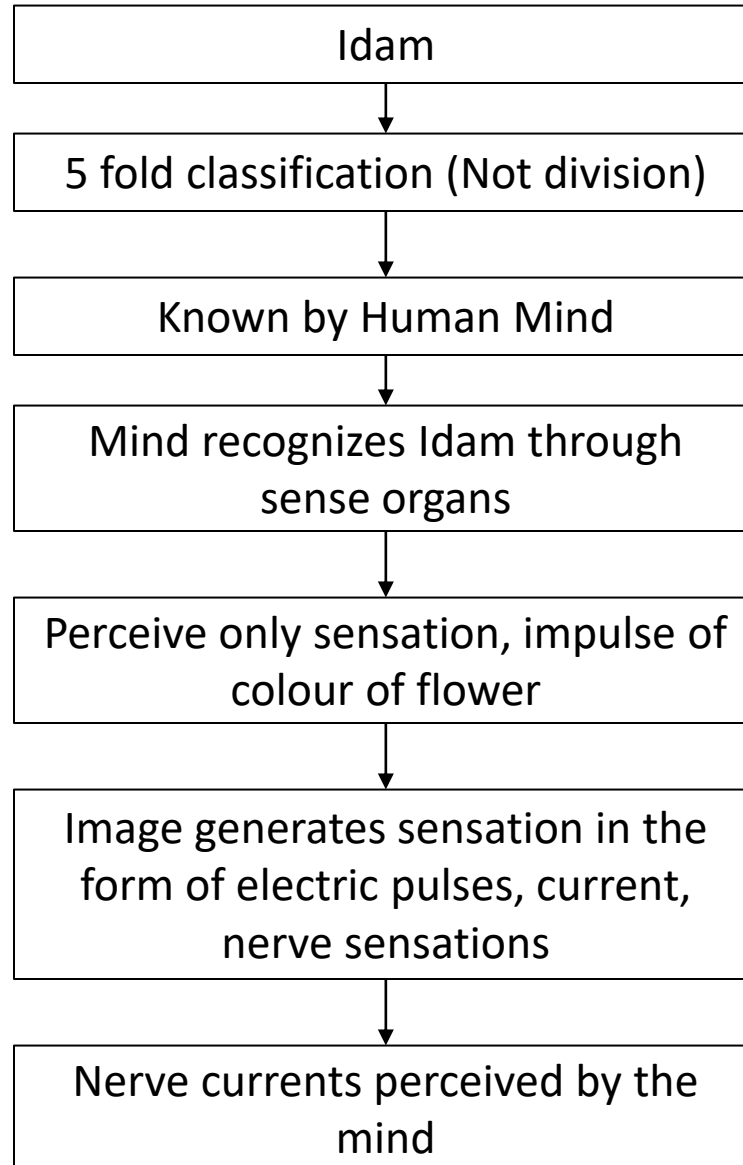 Idam
5 fold classification (Not division)
Known by Human Mind
Mind recognizes Idam through
sense organs
Perceive only sensation, impulse of
colour of flower
Image generates sensation in the
form of electric pulses, current,
nerve sensations
Nerve currents perceived by the
mind